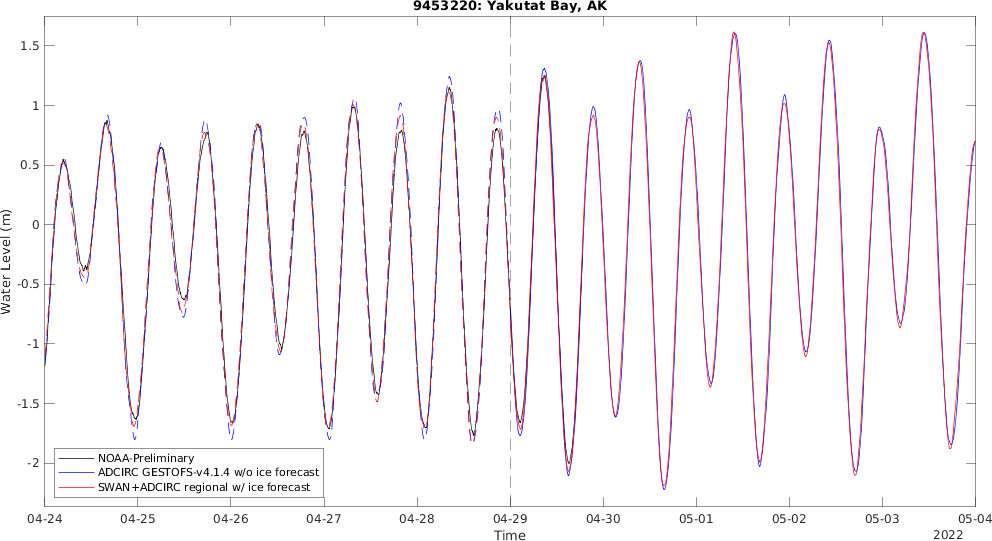 9453220: Yakutat Bay, AK
Water Level (m)
1.5
1
0.5
0
-0.5
-1
-1.5
-2
NOAA-Preliminary
ADCIRC GESTOFS-v4.1.4 w/o ice forecast
SWAN+ADCIRC regional w/ ice forecast
04-24 04-25 04-26 04-27 04-28 04-29 04-30 05-01 05-02 05-03 05-04
Time
2022